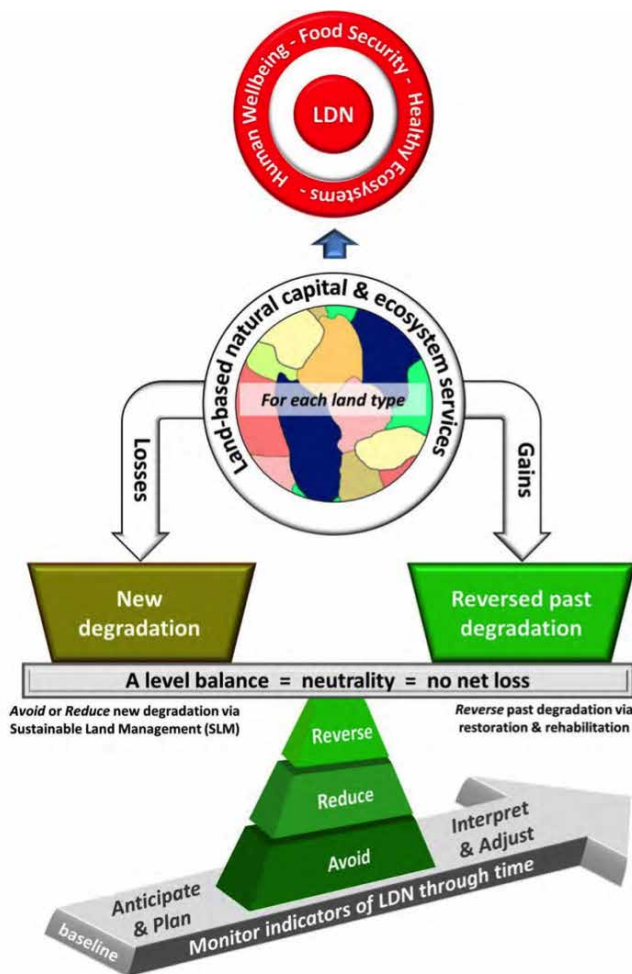 Human Wellbeing - Food Security - Healthy Ecosystems -
LDN
Land-based natural capital & ecosystem services
For each land type
Losses
Gains
New
degradation
Reversed past
degradation
A level balance = neutrality = no net loss
Avoid or Reduce new degradation via
Sustainable Land Management (SLM)
Reverse past degradation via
restoration & rehabilitation
Reverse
Reduce
Avoid
Anticipate
& Plan
Interpret
& Adjust
baseline
Monitor indicators of LDN through time